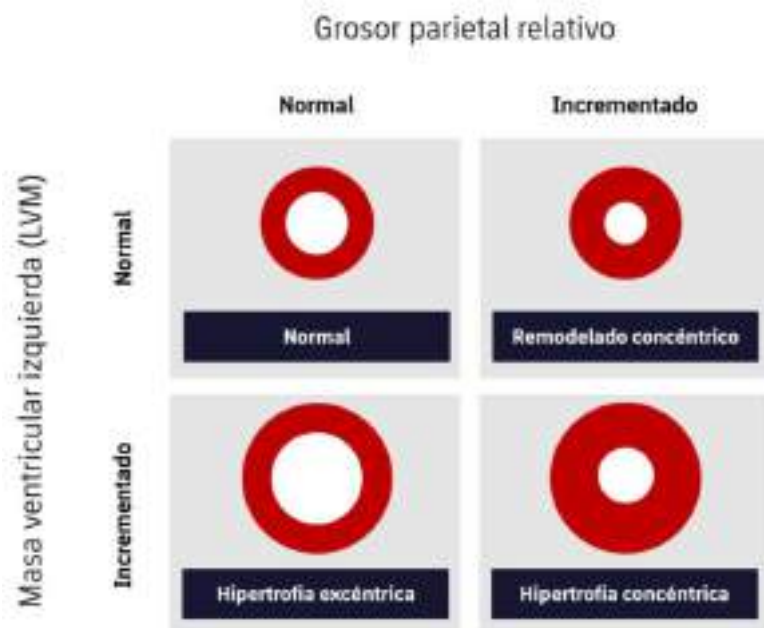 Grosor parietal relativo
Normal
Incrementado
Masa ventricular izquierda (LVM)
Normal
Normal
Remodelado concéntrico
Incrementado
Hipertrofia excéntrica
Hipertrofia concéntrica